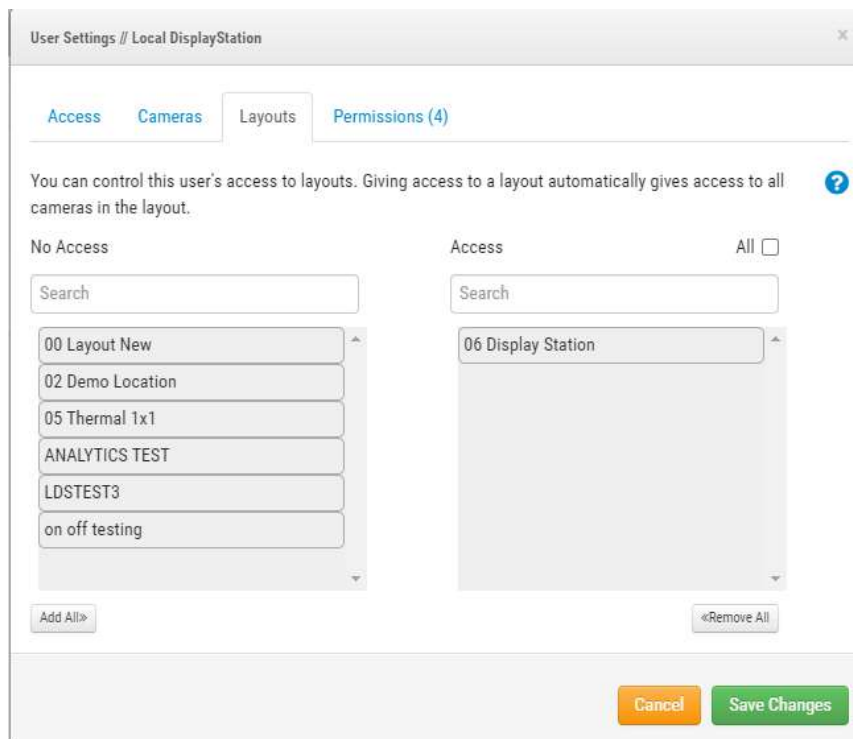 User Settings // Local DisplayStation ×
Access Cameras Layouts Permissions (4)
You can control this user's access to layouts. Giving access to a layout automatically gives access to all
cameras in the layout.
?
No Access
Access All
Search
Search
00 Layout New
06 Display Station
02 Demo Location
05 Thermal 1x1
ANALYTICS TEST
LDSTEST3
on off testing
Add All»
«Remove All
Cancel Save Changes